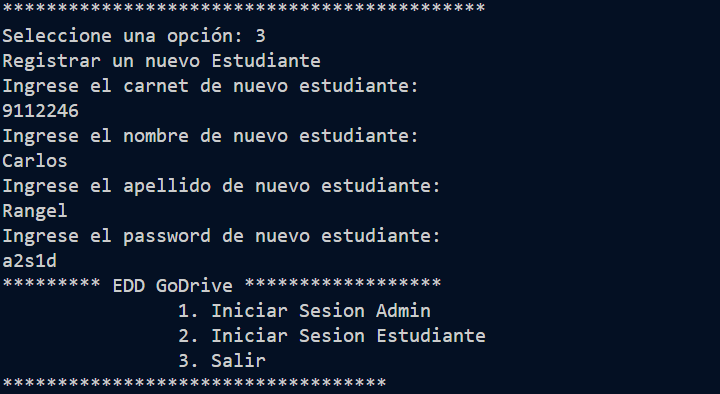 ********************************************
Seleccione una opción: 3
Registrar un nuevo Estudiante
Ingrese el carnet de nuevo estudiante:
9112246
Ingrese el nombre de nuevo estudiante:
Carlos
Ingrese el apellido de nuevo estudiante:
Rangel
Ingrese el password de nuevo estudiante:
a2s1d
********* EDD GoDrive ******************
1. Iniciar Sesion Admin
2. Iniciar Sesion Estudiante
3. Salir
***********************************